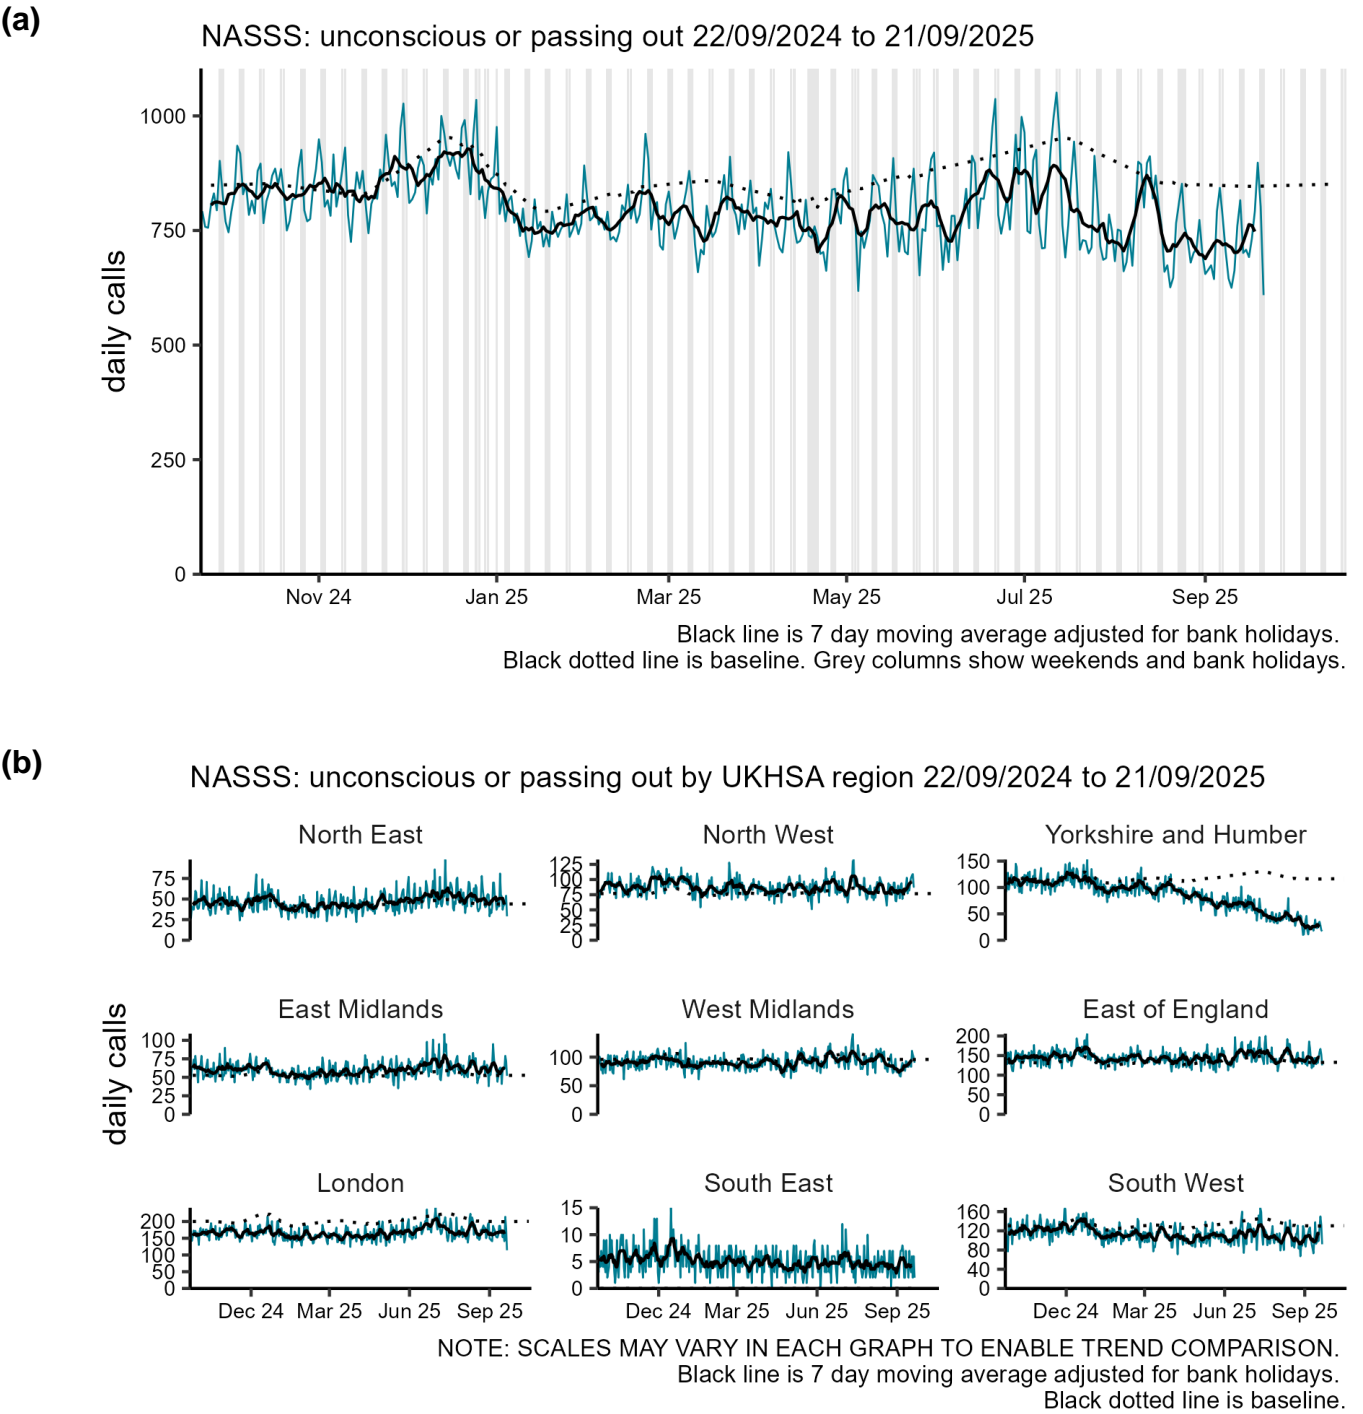 (a)
NASSS: unconscious or passing out 22/09/2024 to 21/09/2025
daily calls
1000
750
500
250
0
Nov 24 Jan 25 Mar 25 May 25 Jul 25 Sep 25
Black line is 7 day moving average adjusted for bank holidays.
Black dotted line is baseline. Grey columns show weekends and bank holidays.
(b)
NASSS: unconscious or passing out by UKHSA region 22/09/2024 to 21/09/2025
daily calls
North East
75
50
25
0
North West
125
100
75
50
25
0
Yorkshire and Humber
150
100
50
0
East Midlands
100
75
50
25
0
West Midlands
100
50
0
East of England
200
150
100
50
0
London
200
150
100
50
0
South East
15
10
5
0
South West
160
120
80
40
0
Dec 24 Mar 25 Jun 25 Sep 25
Dec 24 Mar 25 Jun 25 Sep 25
Dec 24 Mar 25 Jun 25 Sep 25
NOTE: SCALES MAY VARY IN EACH GRAPH TO ENABLE TREND COMPARISON.
Black line is 7 day moving average adjusted for bank holidays.
Black dotted line is baseline.